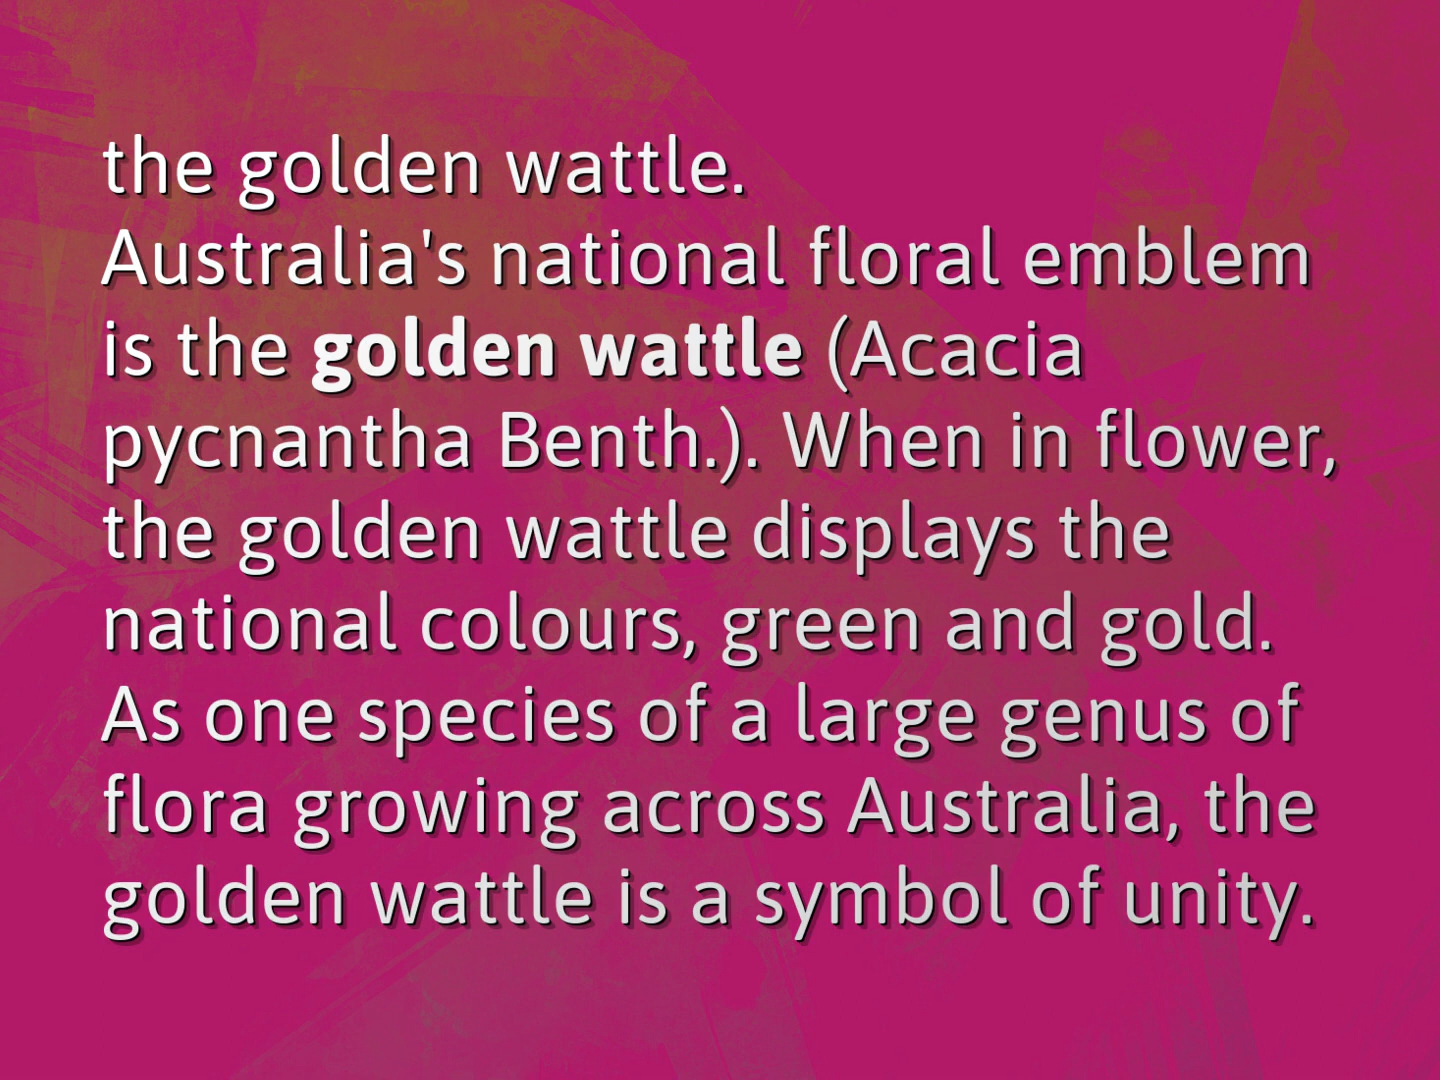 the golden wattle.
Australia's national floral emblem
is the golden wattle (Acacia
pycnantha Benth.). When in flower,
the golden wattle displays the
national colours, green and gold.
As one species of a large genus of
flora growing across Australia, the
golden wattle is a symbol of unity.